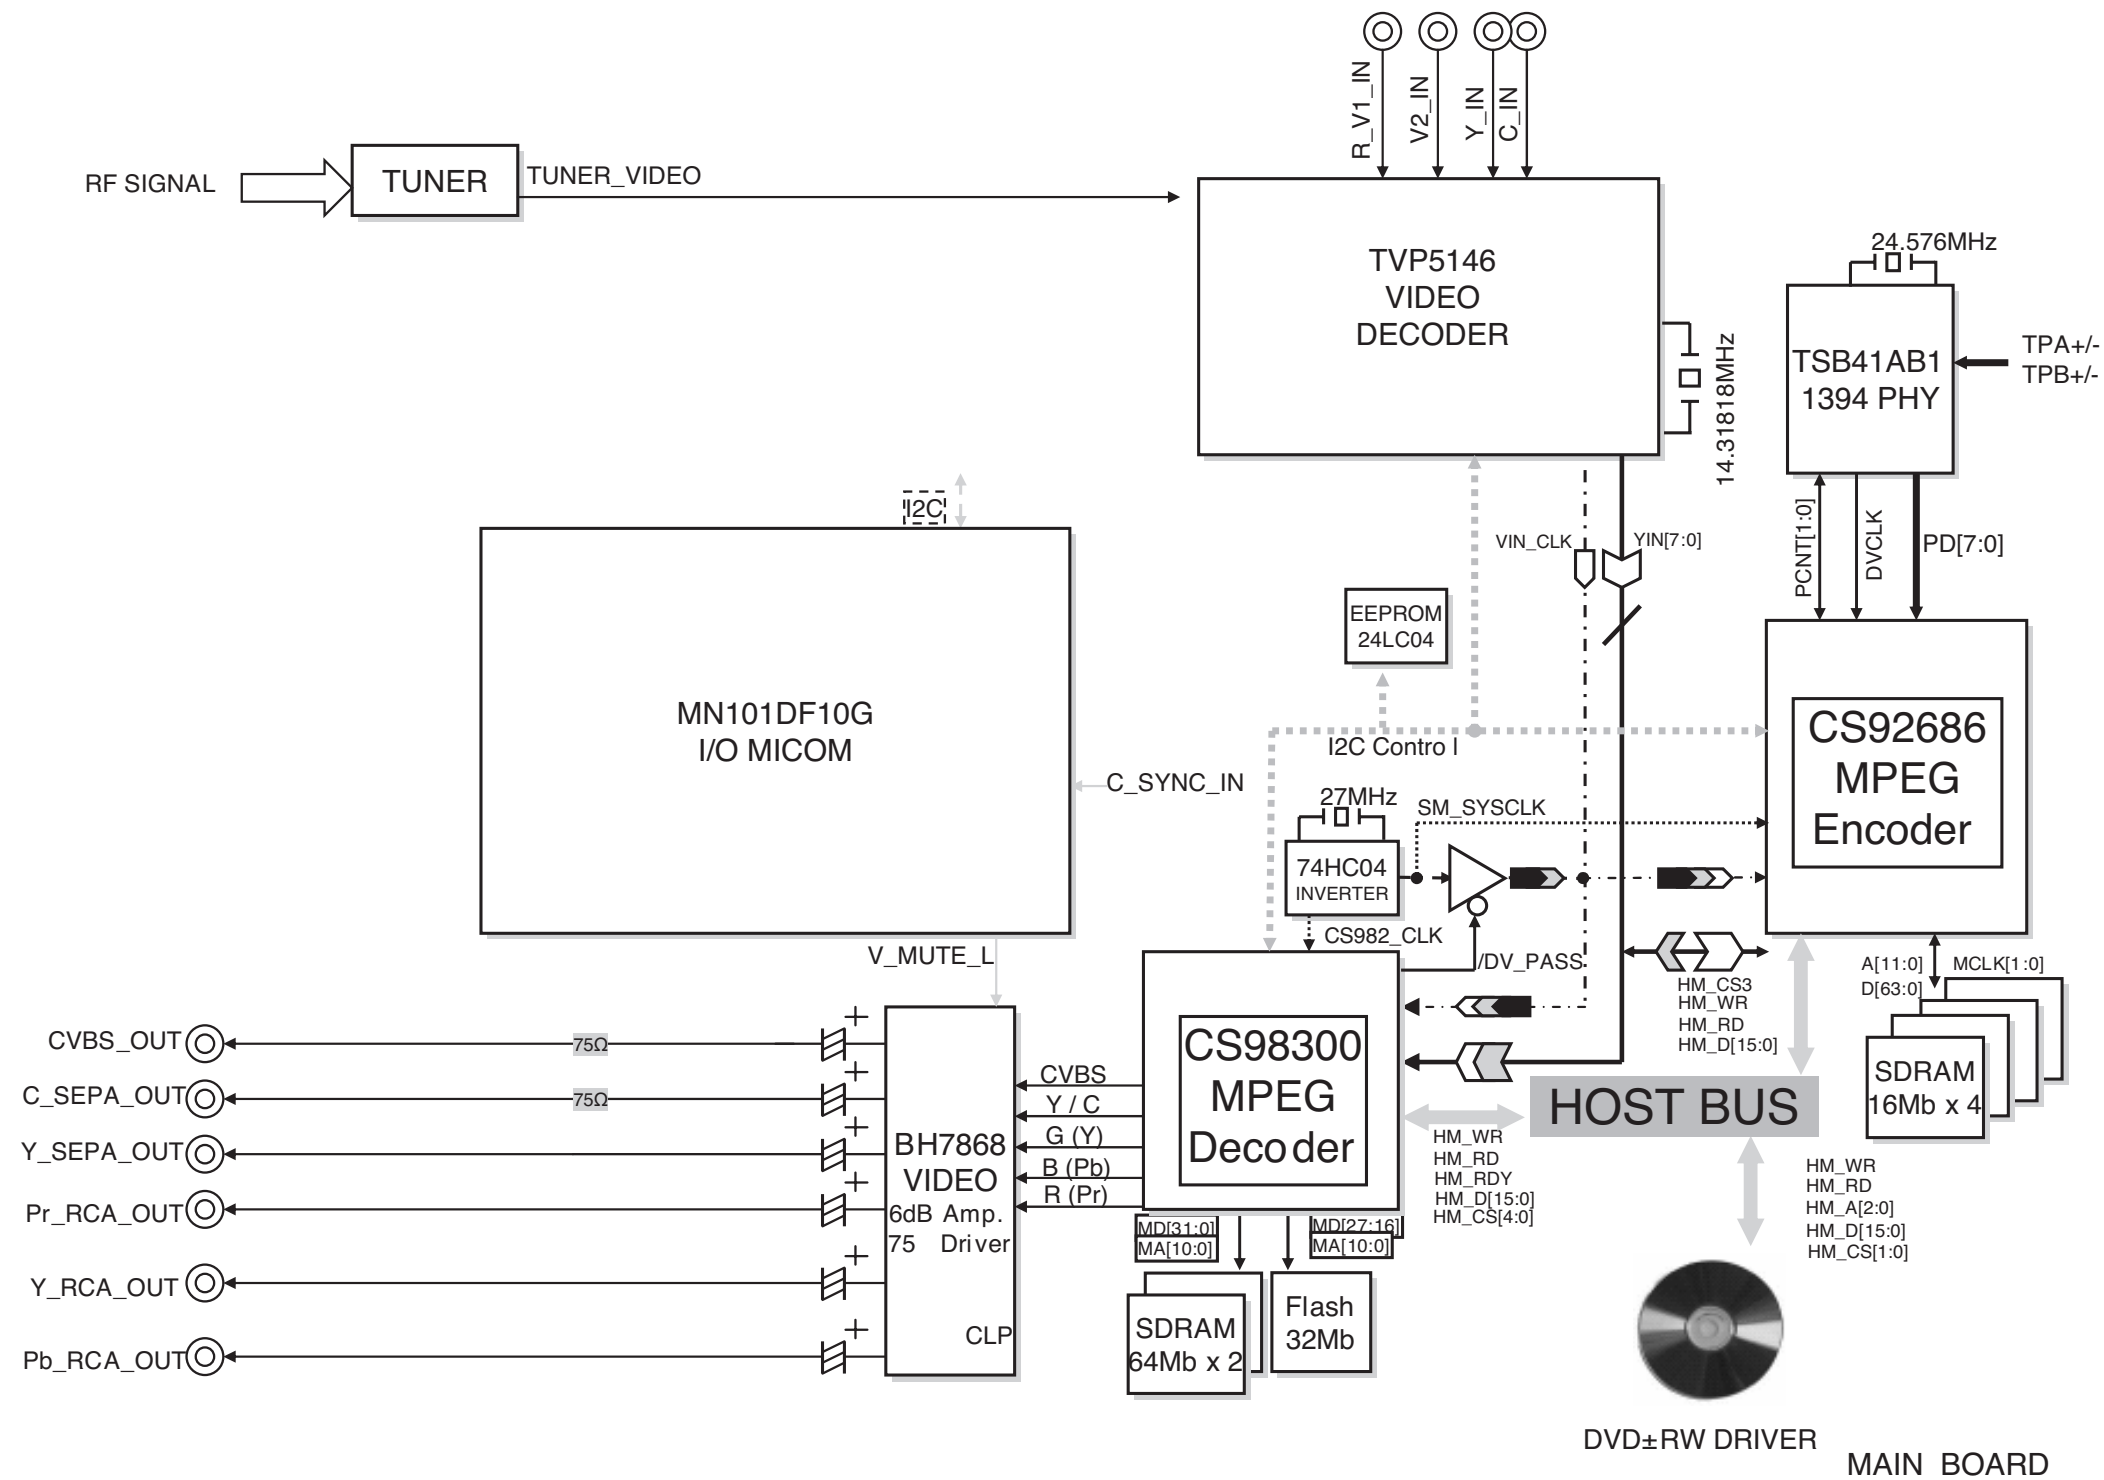 R_V1_IN
V2_IN
Y_IN
C_IN
RF SIGNAL
TUNER
TUNER_VIDEO
TVP5146
VIDEO
DECODER
14.31818MHz
24.576MHz
TSB41AB1
1394 PHY
TPA+/-
TPB+/-
I2C
VIN_CLK
YIN[7:0]
PCNT[1:0]
DVCLK
PD[7:0]
EEPROM
24LC04
MN101DF10G
I/O MICOM
C_SYNC_IN
I2C Contro l
CS92686
MPEG
Encoder
27MHz
SM_SYSCLK
74HC04
INVERTER
CS982_CLK
/DV_PASS
V_MUTE_L
A[11:0]
MCLK[1:0]
D[63:0]
HM_CS3
HM_WR
HM_RD
HM_D[15:0]
SDRAM
16Mb x 4
CVBS_OUT
75Ω
+
C_SEPA_OUT
75Ω
+
Y_SEPA_OUT
+
Pr_RCA_OUT
+
Y_RCA_OUT
+
Pb_RCA_OUT
+
BH7868
VIDEO
6dB Amp.
75 Driver
CLP
CVBS
Y / C
G (Y)
B (Pb)
R (Pr)
CS98300
MPEG
Decoder
HOST BUS
HM_WR
HM_RD
HM_RDY
HM_D[15:0]
HM_CS[4:0]
HM_WR
HM_RD
HM_A[2:0]
HM_D[15:0]
HM_CS[1:0]
MD[31:0]
MA[10:0]
MD[27:16]
MA[10:0]
SDRAM
64Mb x 2
Flash
32Mb
DVD±RW DRIVER
MAIN BOARD